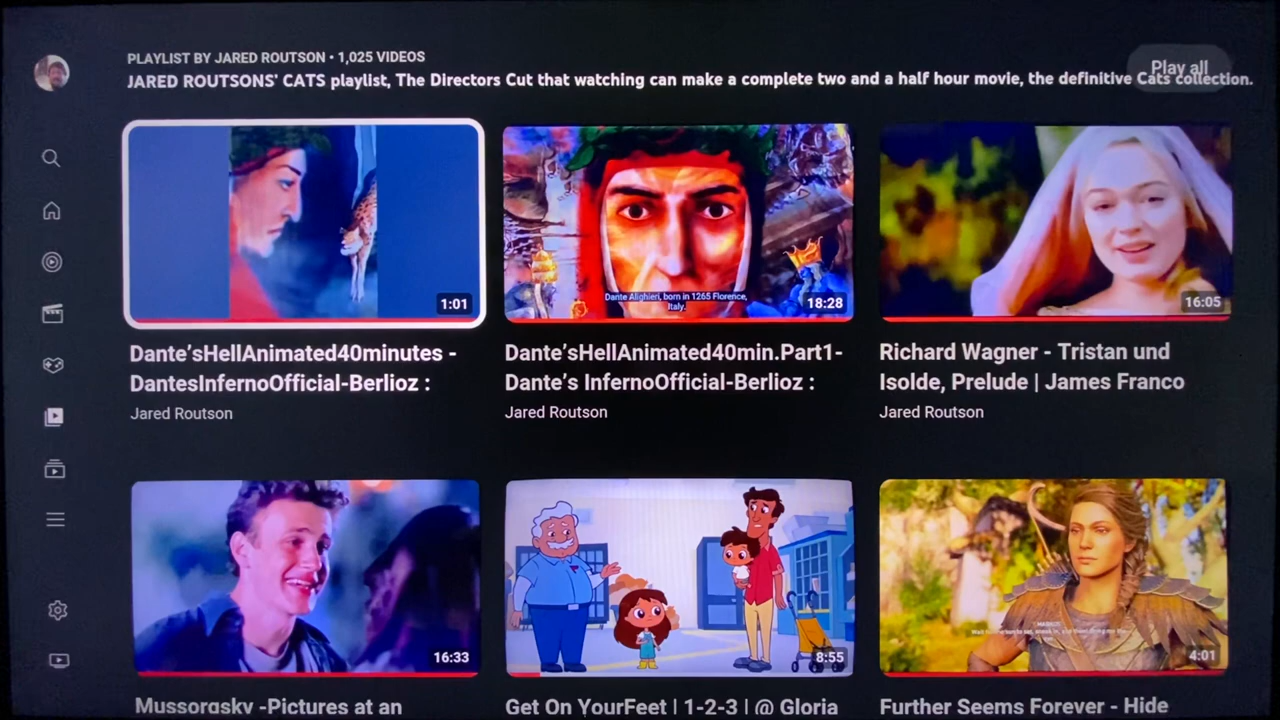 PLAYLIST BY JARED ROUTSON • 1,025 VIDEOS
JARED ROUTSONS' CATS playlist, The Directors Cut that watching can make a complete two and a half hour movie, the definitive Cats collection.
Play all
1:01
Dante Alighieri, born in 1265 Florence,
Italy.
18:28
16:05
Dante’sHellAnimated40minutes -
DantesInfernoOfficial-Berlioz :
Jared Routson
Dante’sHellAnimated40min.Part1-
Dante’s InfernoOfficial-Berlioz :
Jared Routson
Richard Wagner - Tristan und
Isolde, Prelude | James Franco
Jared Routson
16:33
8:55
4:01
Mussorgsky -Pictures at an
Get On YourFeet | 1-2-3 | @ Gloria
Further Seems Forever - Hide